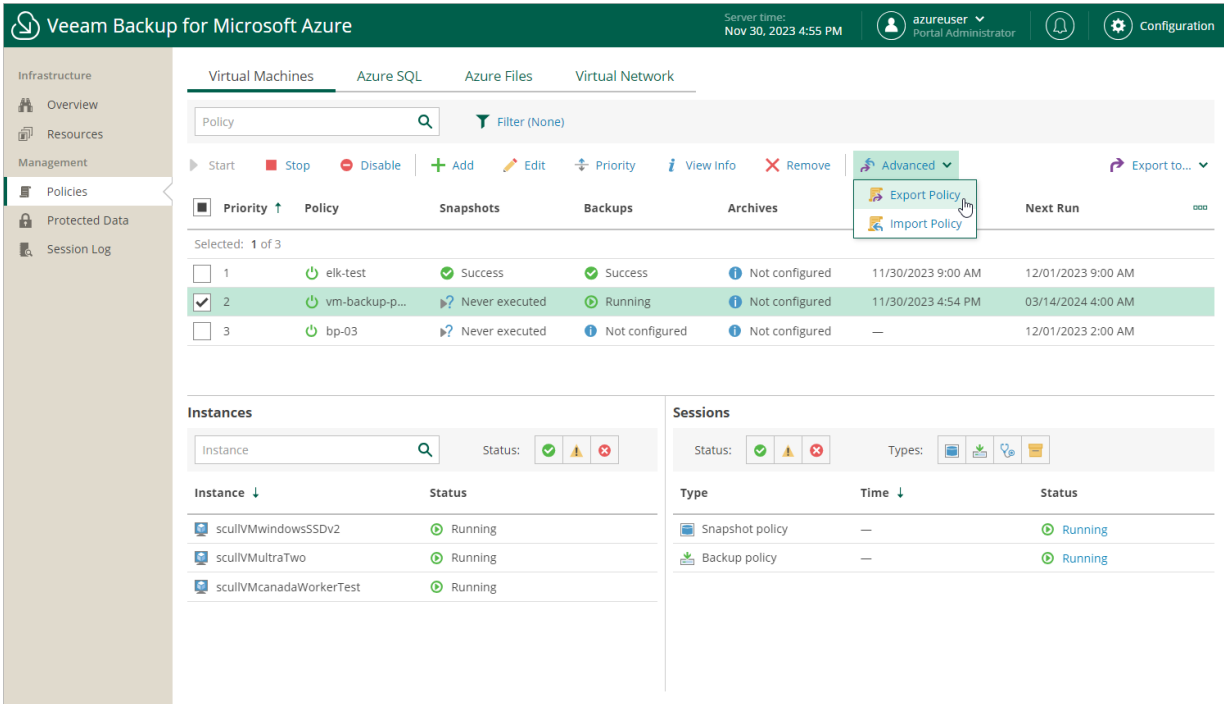 Veeam Backup for Microsoft Azure
Server time:
Nov 30, 2023 4:55 PM
azureuser
Portal Administrator
Configuration
Infrastructure
Overview
Resources
Management
Policies
Protected Data
Session Log
Virtual Machines Azure SQL Azure Files Virtual Network
Policy Filter (None)
Start Stop Disable Add Edit Priority View Info Remove Advanced Export to...
Export Policy
Import Policy
Priority Policy Snapshots Backups Archives Next Run
Selected: 1 of 3
1 elk-test Success Success Not configured 11/30/2023 9:00 AM 12/01/2023 9:00 AM
2 vm-backup-p... Never executed Running Not configured 11/30/2023 4:54 PM 03/14/2024 4:00 AM
3 bp-03 Never executed Not configured Not configured — 12/01/2023 2:00 AM
Instances
Instance Status:
Instance Status
scullVMwindowsSSDv2 Running
scullVMultraTwo Running
scullVMcanadaWorkerTest Running
Sessions
Status: Types:
Type Time Status
Snapshot policy — Running
Backup policy — Running